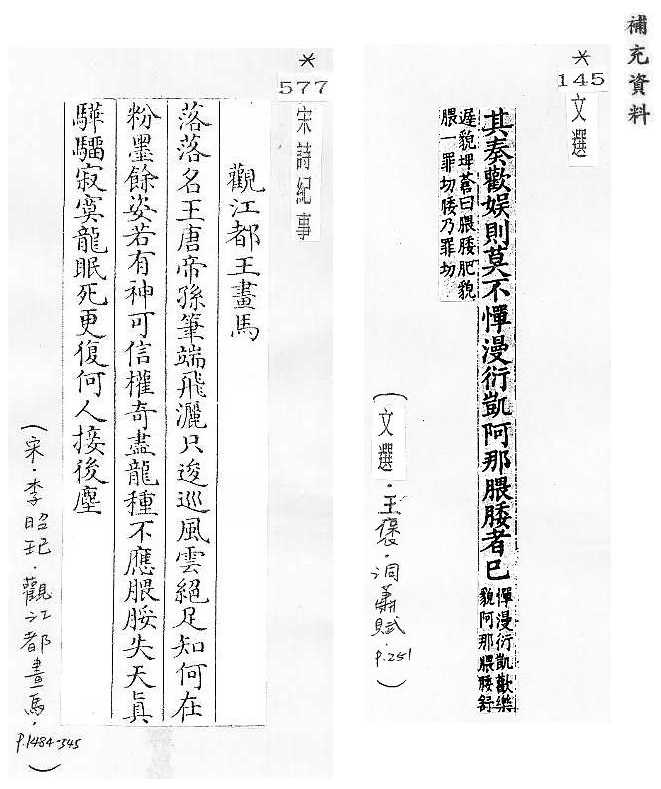 補充資料
*
145
文選
其奏歡娱則莫不憚漫衍凱阿那腲腇者已
憚漫衍凱歡樂
貌阿那腲腇舒
遲貌埤蒼曰腲腇肥貌
腲一罪切腇乃罪切
(文選．王褒．洞蕭賦．P.251)
*
577
宋詩紀事
觀江都王畫馬
落落名王唐帝孫筆端飛灑只逡巡風雲絕足知何在
粉墨餘姿若有神可信權奇盡龍種不應腲脮失天眞
驊騮寂寞龍眠死更復何人接後塵
(宋．李昭玘．觀江都畫馬．P.1484-545)